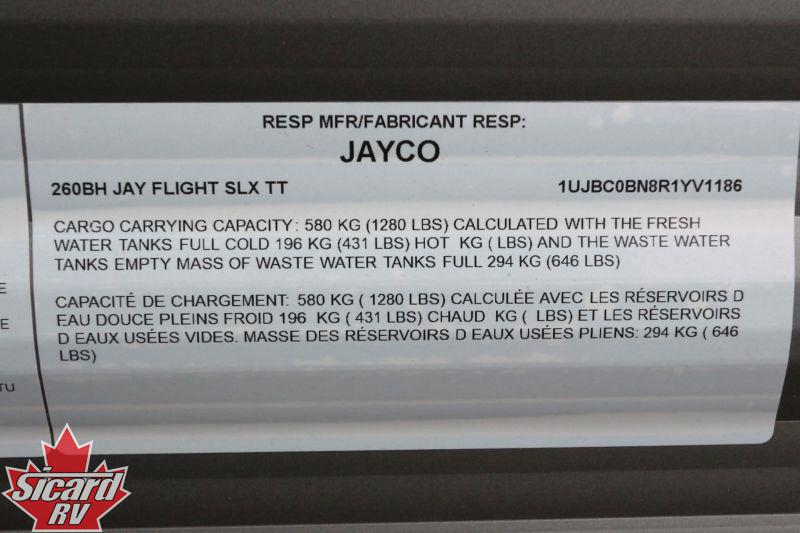 RESP MFR/FABRICANT RESP:
JAYCO
260BH JAY FLIGHT SLX TT 1UJBC0BN8R1YV1186
CARGO CARRYING CAPACITY: 580 KG (1280 LBS) CALCULATED WITH THE FRESH
WATER TANKS FULL COLD 196 KG (431 LBS) HOT KG ( LBS) AND THE WASTE WATER
TANKS EMPTY MASS OF WASTE WATER TANKS FULL 294 KG (646 LBS)
CAPACITÉ DE CHARGEMENT: 580 KG ( 1280 LBS) CALCULÉE AVEC LES RÉSERVOIRS D
EAU DOUCE PLEINS FROID 196 KG ( 431 LBS) CHAUD KG ( LBS) ET LES RÉSERVOIRS
D EAUX USÉES VIDES. MASSE DES RÉSERVOIRS D EAUX USÉES PLIENS: 294 KG ( 646
LBS)
E
E
TU
Sicard
RV